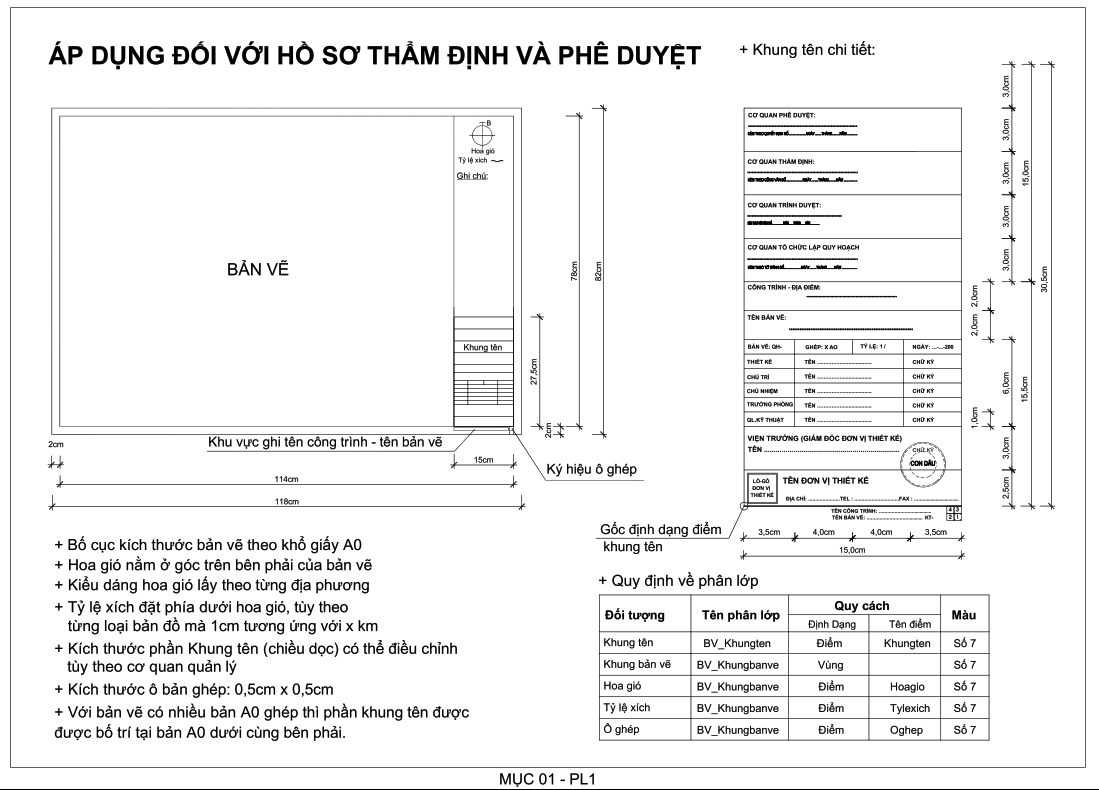 ÁP DỤNG ĐỐI VỚI HỒ SƠ THẨM ĐỊNH VÀ PHÊ DUYỆT
B
Hoa gió
Tỷ lệ xích
Ghi chú:
BẢN VẼ
Khung tên
27,5cm
78cm
82cm
2cm
2cm
Khu vực ghi tên công trình - tên bản vẽ
15cm
Ký hiệu ô ghép
114cm
118cm
+ Bố cục kích thước bản vẽ theo khổ giấy A0
+ Hoa gió nằm ở góc trên bên phải của bản vẽ
+ Kiểu dáng hoa gió lấy theo từng địa phương
+ Tỷ lệ xích đặt phía dưới hoa gió, tùy theo
từng loại bản đồ mà 1cm tương ứng với x km
+ Kích thước phần Khung tên (chiều dọc) có thể điều chỉnh
tùy theo cơ quan quản lý
+ Kích thước ô bản ghép: 0,5cm x 0,5cm
+ Với bản vẽ có nhiều bản A0 ghép thì phần khung tên được
được bố trí tại bản A0 dưới cùng bên phải.
+ Khung tên chi tiết:
CƠ QUAN PHÊ DUYỆT:
CƠ QUAN THẨM ĐỊNH:
CƠ QUAN TRÌNH DUYỆT:
CƠ QUAN TỔ CHỨC LẬP QUY HOẠCH
CÔNG TRÌNH - ĐỊA ĐIỂM:
TÊN BẢN VẼ:
BẢN VẼ: QH- GHÉP: X AO TỶ LỆ: 1 / NGÀY: ...-...-200
THIẾT KẾ TÊN ................................ CHỮ KÝ
CHỦ TRÌ TÊN ................................ CHỮ KÝ
CHỦ NHIỆM TÊN ................................ CHỮ KÝ
TRƯỞNG PHÒNG TÊN ................................ CHỮ KÝ
QL.KỸ THUẬT TÊN ................................ CHỮ KÝ
VIỆN TRƯỞNG (GIÁM ĐỐC ĐƠN VỊ THIẾT KẾ)
TÊN ................................ CHỮ KÝ
CON DẤU
LÔ-GÔ
ĐƠN VỊ
THIẾT KẾ
TÊN ĐƠN VỊ THIẾT KẾ
ĐỊA CHỈ: ................TEL : ......................FAX : ......................
TÊN CÔNG TRÌNH: ........................ 4 3
TÊN BẢN VẼ: ........................ KT- 2 1
3,0cm
3,0cm
3,0cm
3,0cm
3,0cm
15,0cm
30,5cm
2,0cm
2,0cm
6,0cm
15,5cm
1,0cm
3,0cm
2,5cm
3,5cm 4,0cm 4,0cm 3,5cm
15,0cm
Gốc định dạng điểm
khung tên
+ Quy định về phân lớp
Đối tượng Tên phân lớp Quy cách Màu
Định Dạng Tên điểm
Khung tên BV_Khungten Điểm Khungten Số 7
Khung bản vẽ BV_Khungbanve Vùng Số 7
Hoa gió BV_Khungbanve Điểm Hoagio Số 7
Tỷ lệ xích BV_Khungbanve Điểm Tylexich Số 7
Ô ghép BV_Khungbanve Điểm Oghep Số 7
MỤC 01 - PL1